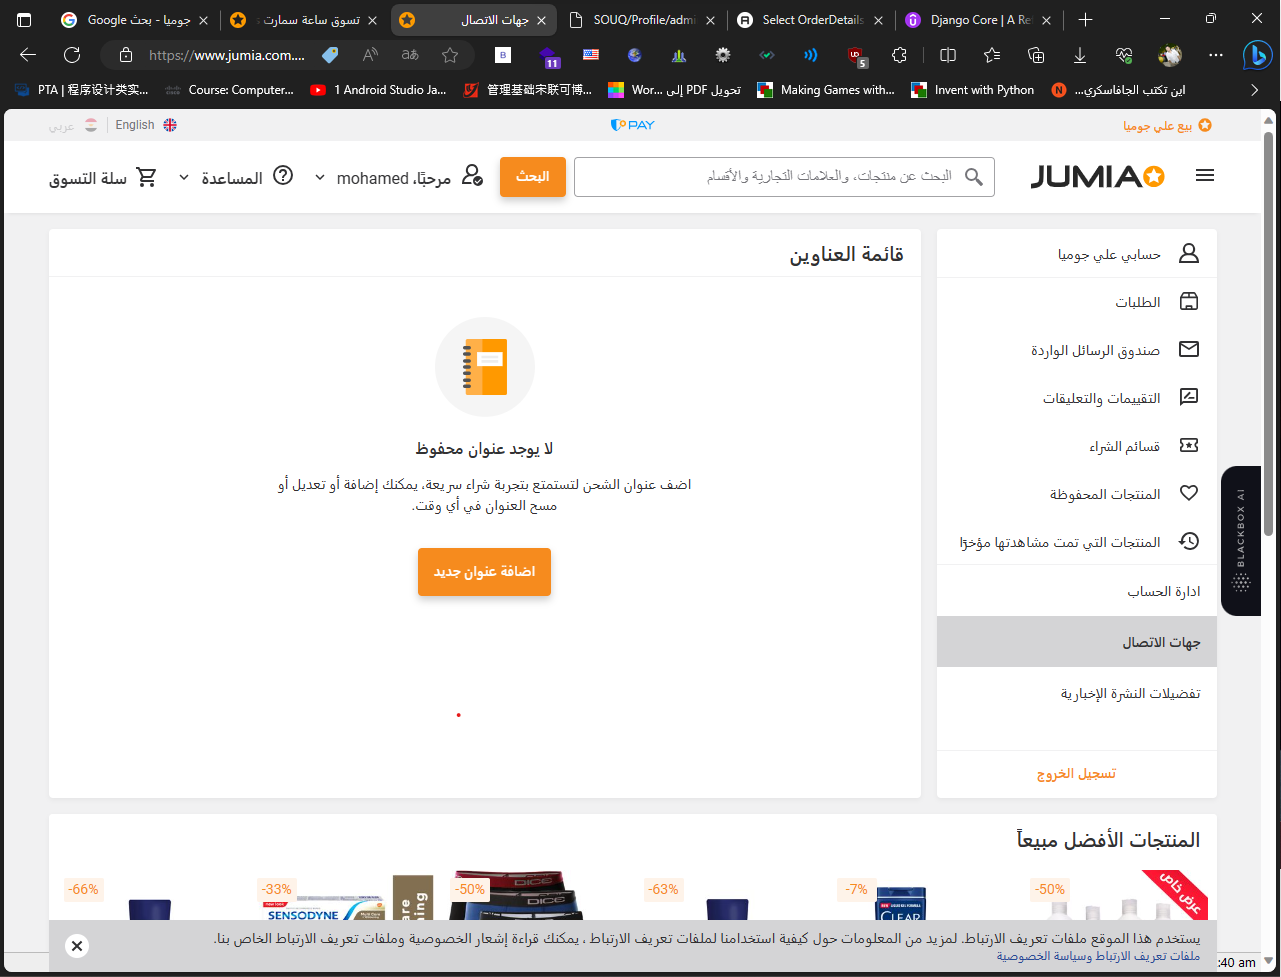 جوميا - بحث Google
تسوق ساعة سمارت
جهات الاتصال
SOUQ/Profile/admi
Select OrderDetails
Django Core | A Re
https://www.jumia.com....
11
5
PTA | 程序设计类实...
Course: Computer...
1 Android Studio Ja...
管理基础宋联可博...
تحويل PDF إلى Wor...
Making Games with...
Invent with Python
اين تكتب الجافاسكري...
بيع علي جوميا
PAY
English
عربي
JUMIA
البحث عن منتجات، والعلامات التجارية والأقسام
البحث
مرحبًا، mohamed
المساعدة
سلة التسوق
حسابي علي جوميا
الطلبات
صندوق الرسائل الواردة
التقييمات والتعليقات
قسائم الشراء
المنتجات المحفوظة
المنتجات التي تمت مشاهدتها مؤخرًا
ادارة الحساب
جهات الاتصال
تفضيلات النشرة الإخبارية
تسجيل الخروج
قائمة العناوين
لا يوجد عنوان محفوظ
اضف عنوان الشحن لتستمتع بتجربة شراء سريعة، يمكنك إضافة أو تعديل أو
مسح العنوان في أي وقت.
اضافة عنوان جديد
BLACKBOX AI
المنتجات الأفضل مبيعاً
عرض خاص
-50%
-7%
-63%
-50%
-33%
-66%
CLEAR
DICE
DICE
SENSODYNE
يستخدم هذا الموقع ملفات تعريف الارتباط. لمزيد من المعلومات حول كيفية استخدامنا لملفات تعريف الارتباط ، يمكنك قراءة إشعار الخصوصية وملفات تعريف الارتباط الخاص بنا.
ملفات تعريف الارتباط وسياسة الخصوصية
:40 am